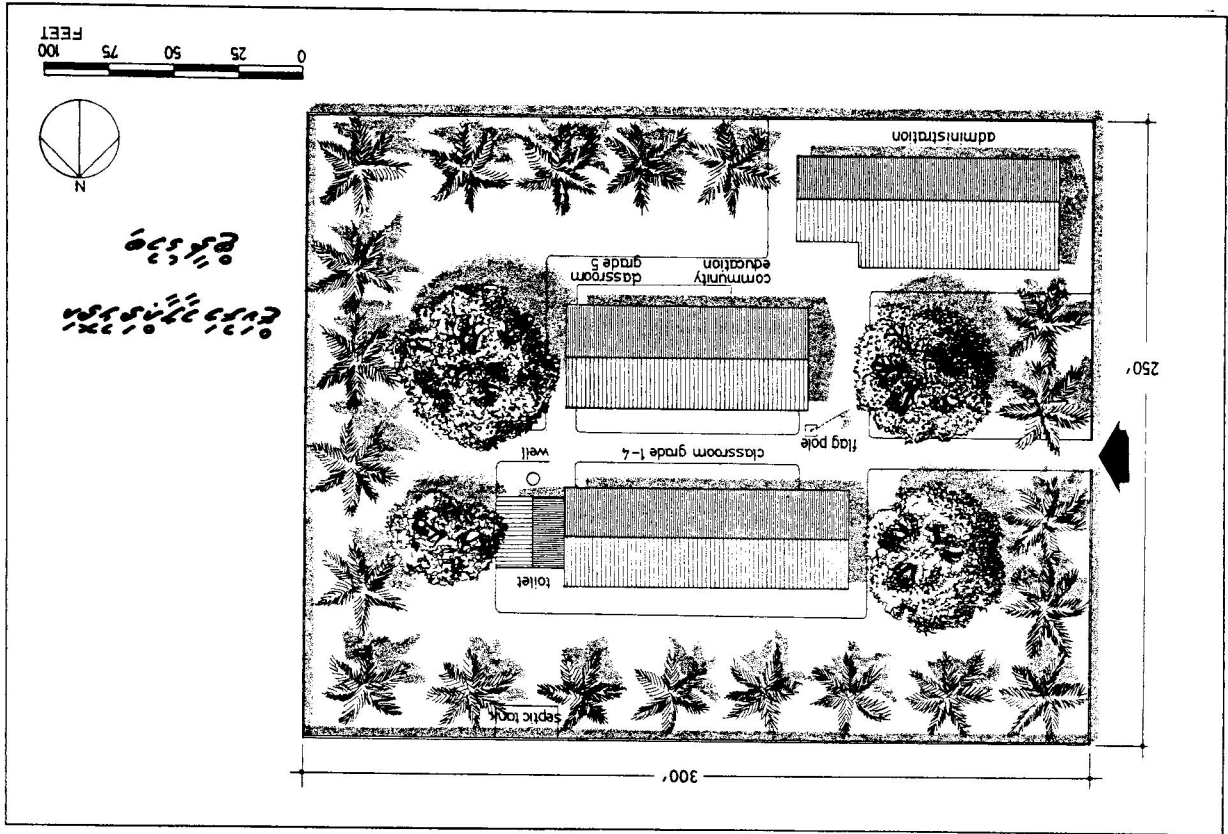 300'
septic tank
toilet
classroom grade 1-4
well
flag pole
250'
community
education
classroom
grade 5
administration
N
0 25 50 75 100
FEET